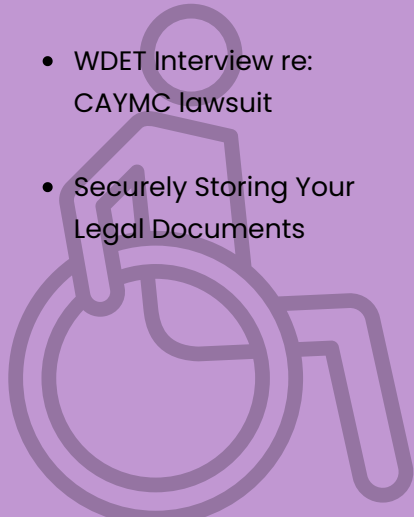 • WDET Interview re:
CAYMC lawsuit
• Securely Storing Your
Legal Documents